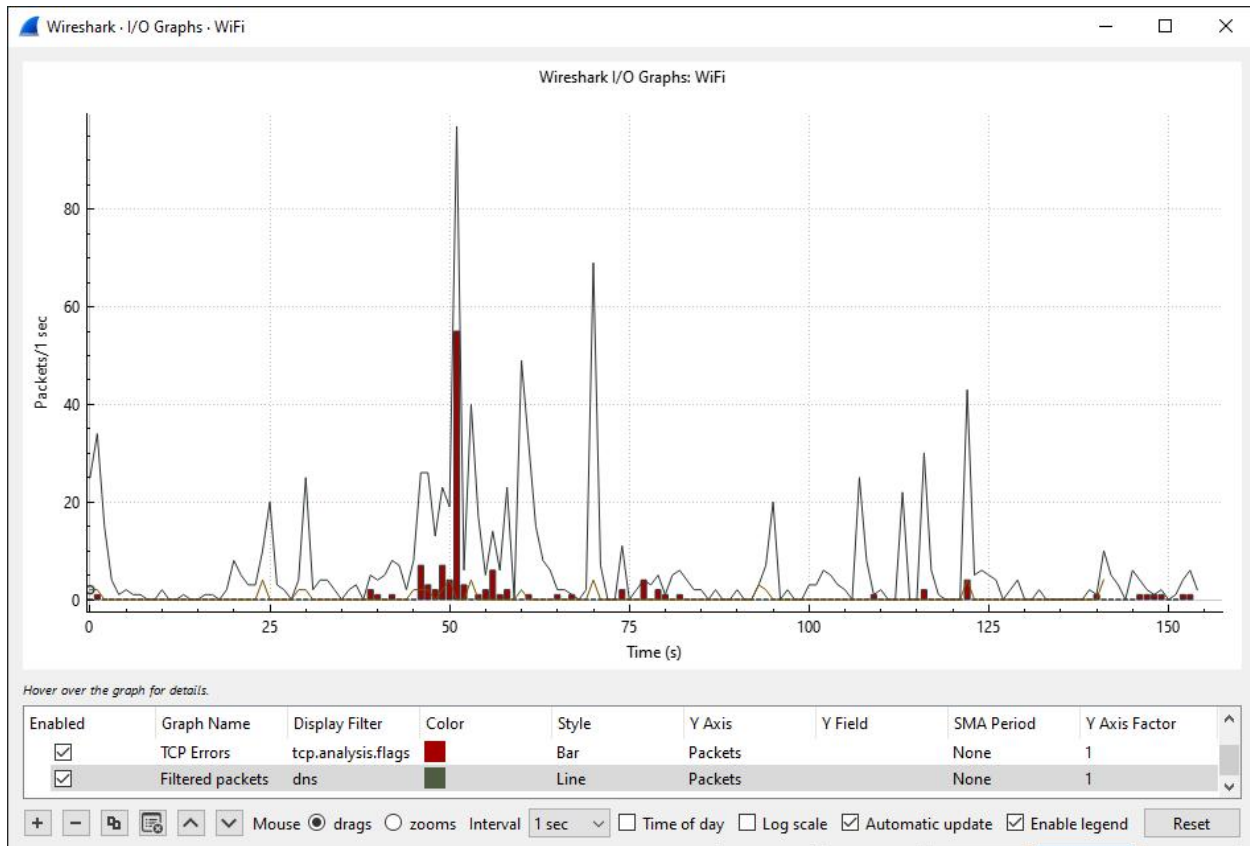 Wireshark · I/O Graphs · WiFi
Wireshark I/O Graphs: WiFi
Packets/1 sec
80
60
40
20
0
0 25 50 75 100 125 150
Time (s)
Hover over the graph for details.
Enabled Graph Name Display Filter Color Style Y Axis Y Field SMA Period Y Axis Factor
TCP Errors tcp.analysis.flags Bar Packets None 1
Filtered packets dns Line Packets None 1
Mouse drags zooms Interval 1 sec Time of day Log scale Automatic update Enable legend Reset